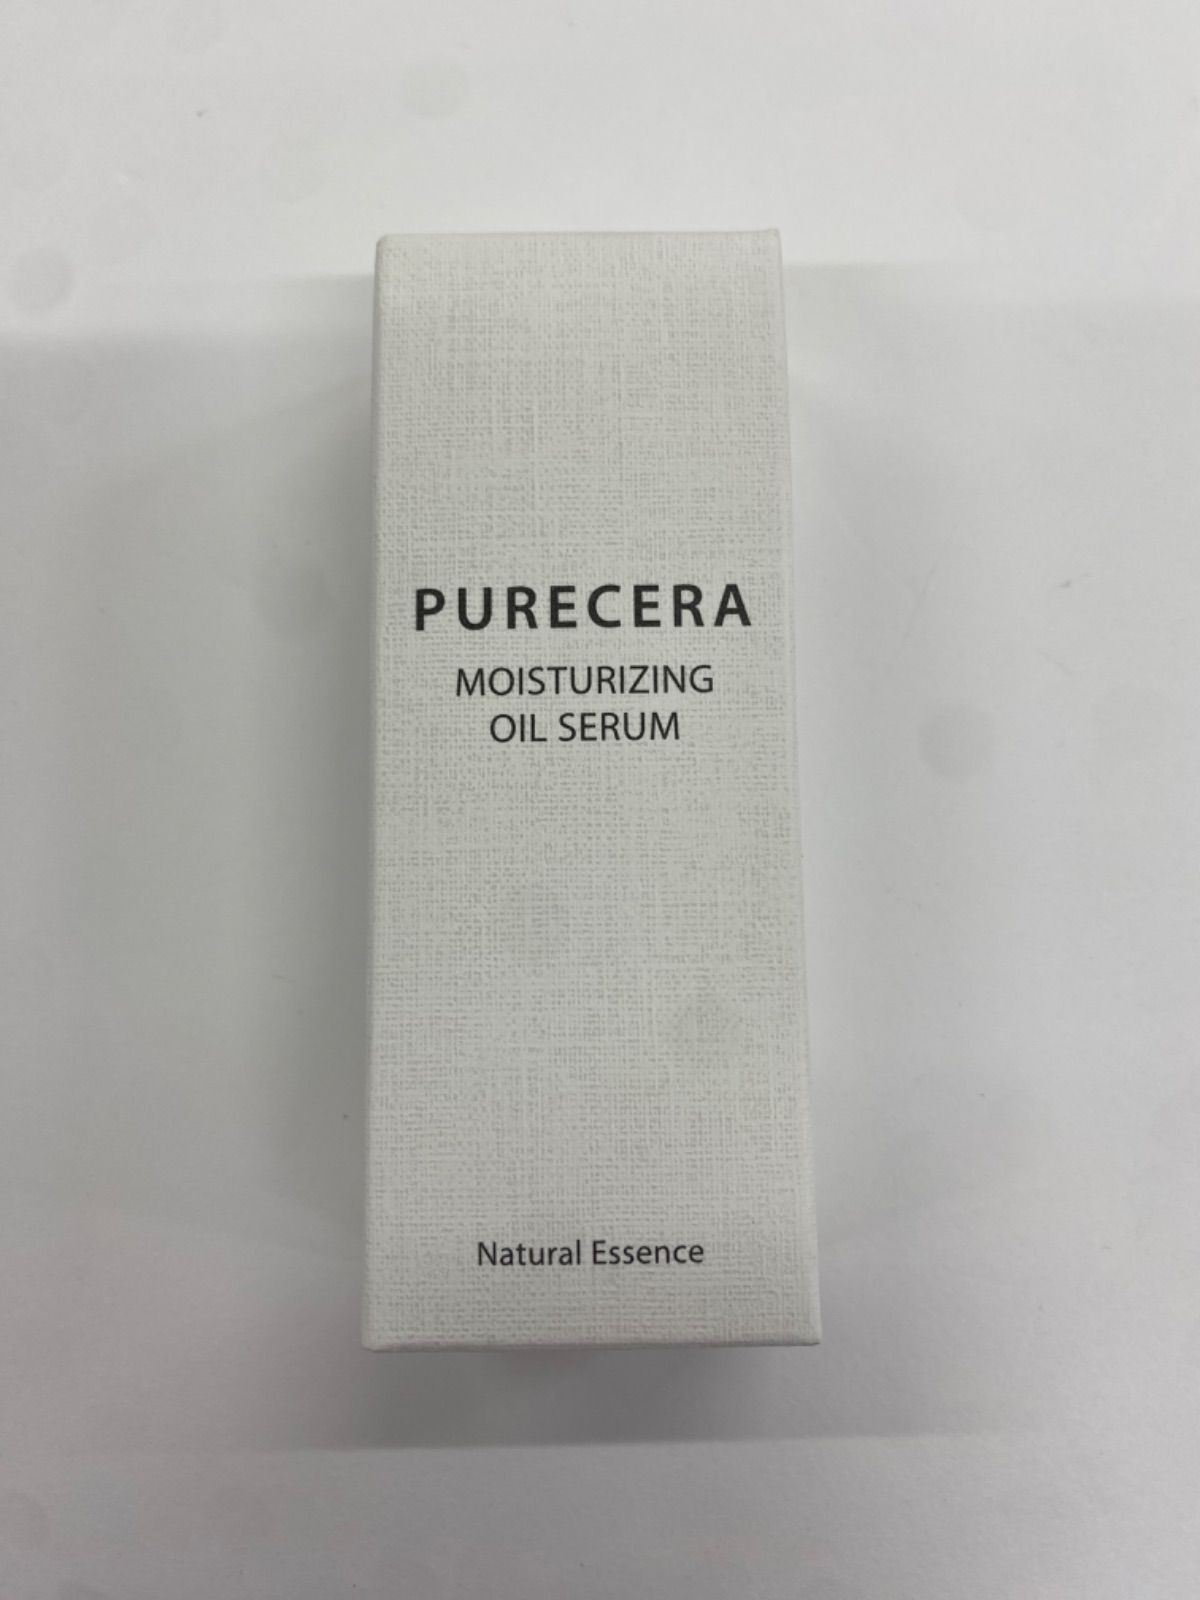 PURECERA
MOISTURIZING
OIL SERUM
Natural Essence